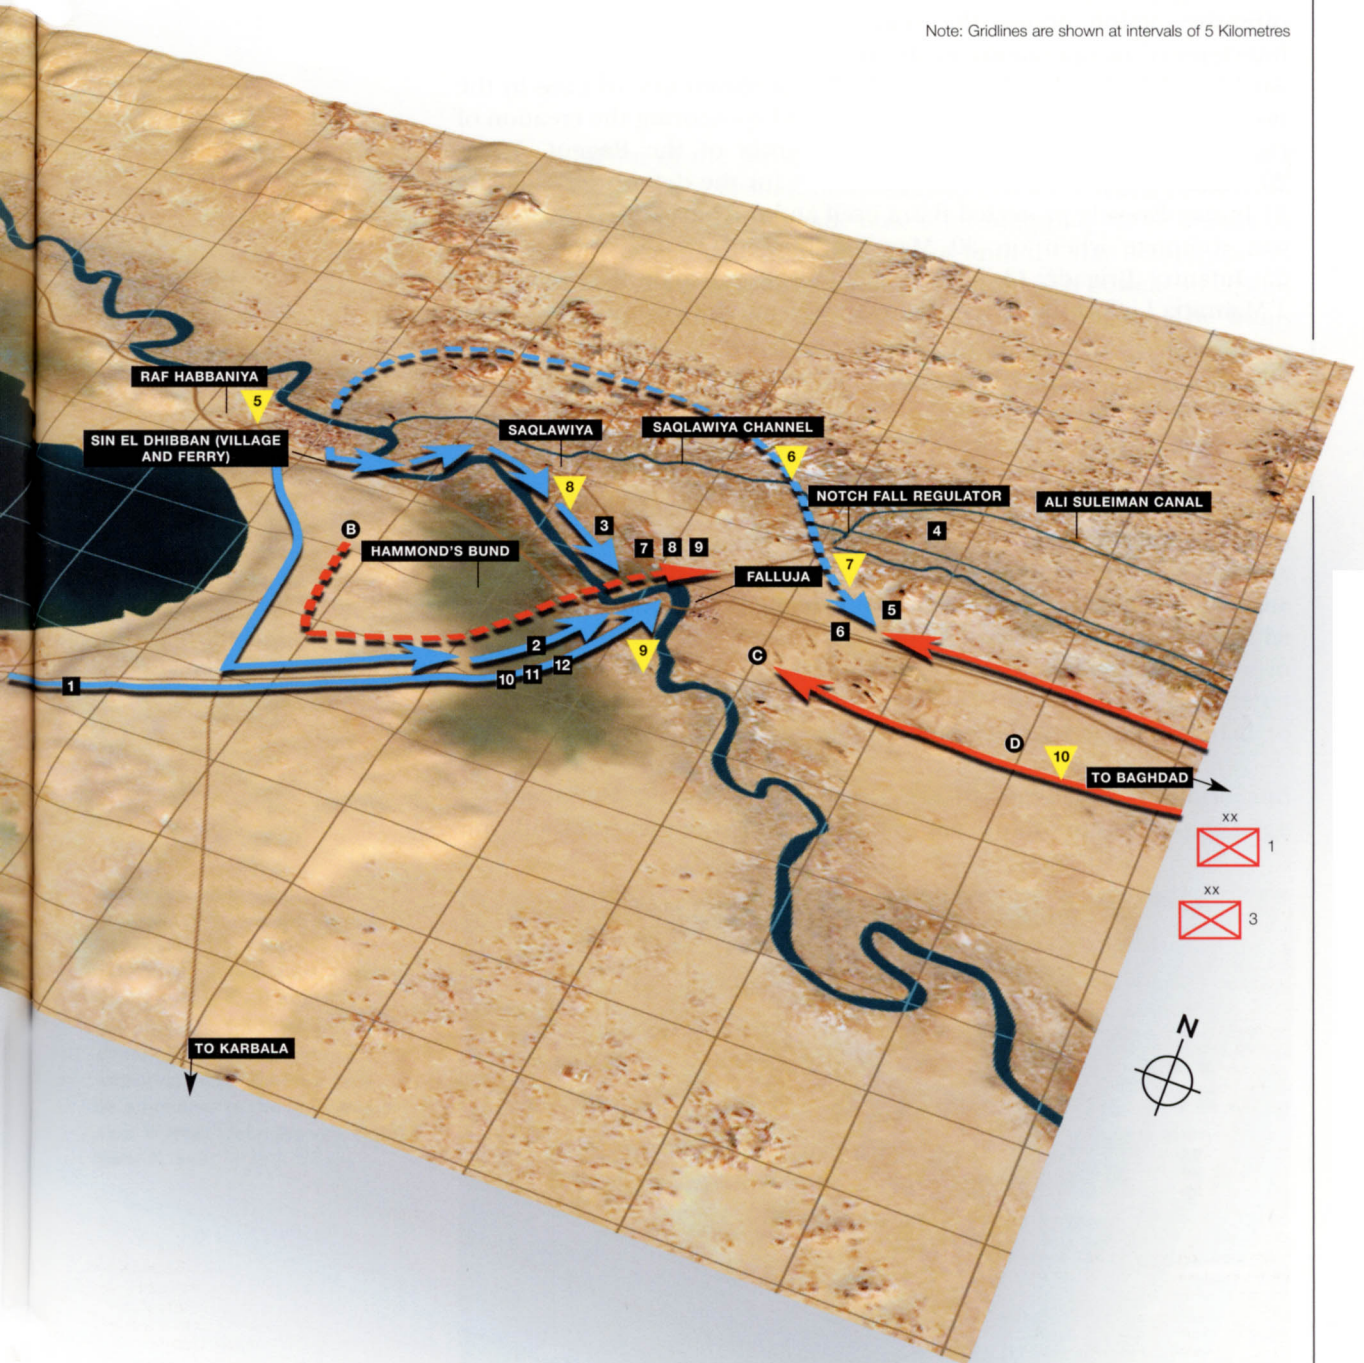 Note: Gridlines are shown at intervals of 5 Kilometres
RAF HABBANIYA
5
SIN EL DHIBBAN (VILLAGE
AND FERRY)
SAQLAWIYA
SAQLAWIYA CHANNEL
6
8
NOTCH FALL REGULATOR
ALI SULEIMAN CANAL
B
3
4
HAMMOND'S BUND
7
8
9
7
FALLUJA
5
6
2
9
C
1
10
11
12
D
10
TO BAGHDAD
xx
1
xx
3
N
TO KARBALA